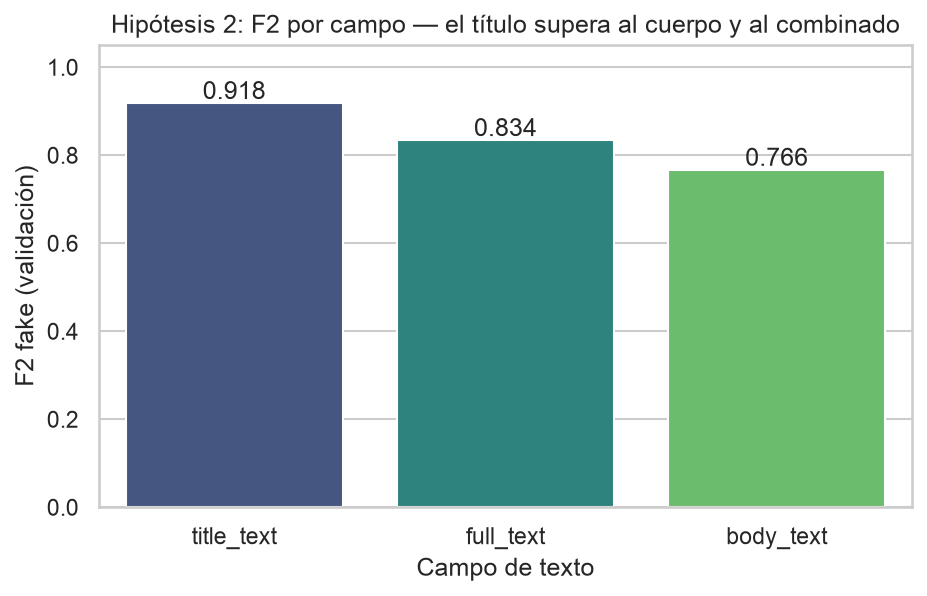 Hipótesis 2: F2 por campo — el título supera al cuerpo y al combinado
F2 fake (validación)
1.0
0.8
0.6
0.4
0.2
0.0
0.918
0.834
0.766
title_text
full_text
body_text
Campo de texto